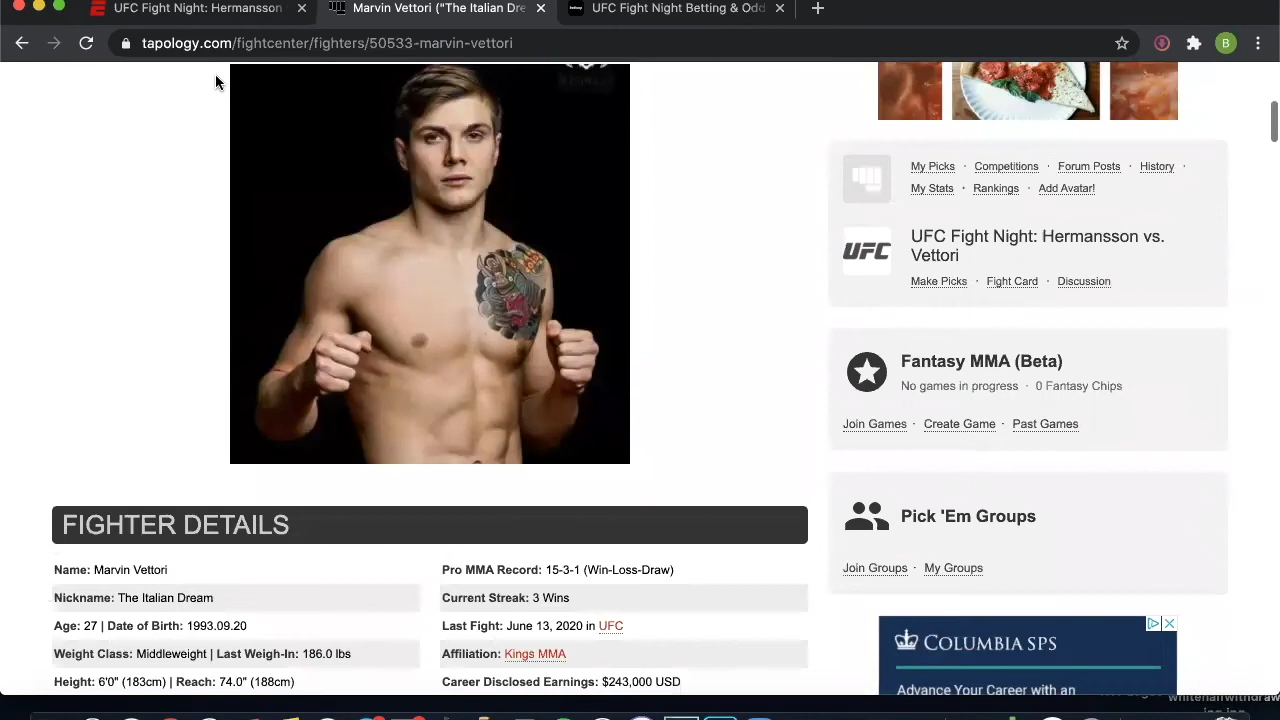 UFC Fight Night: Hermansson
Marvin Vettori ("The Italian Dre
UFC Fight Night Betting & Odd
tapology.com/fightcenter/fighters/50533-marvin-vettori
B
My Picks · Competitions · Forum Posts · History ·
My Stats · Rankings · Add Avatar!
UFC
UFC Fight Night: Hermansson vs.
Vettori
Make Picks · Fight Card · Discussion
Fantasy MMA (Beta)
No games in progress · 0 Fantasy Chips
Join Games · Create Game · Past Games
Pick 'Em Groups
Join Groups · My Groups
FIGHTER DETAILS
Name: Marvin Vettori
Pro MMA Record: 15-3-1 (Win-Loss-Draw)
Nickname: The Italian Dream
Current Streak: 3 Wins
Age: 27 | Date of Birth: 1993.09.20
Last Fight: June 13, 2020 in UFC
Weight Class: Middleweight | Last Weigh-In: 186.0 lbs
Affiliation: Kings MMA
Height: 6'0" (183cm) | Reach: 74.0" (188cm)
Career Disclosed Earnings: $243,000 USD
COLUMBIA SPS
Advance Your Career with an